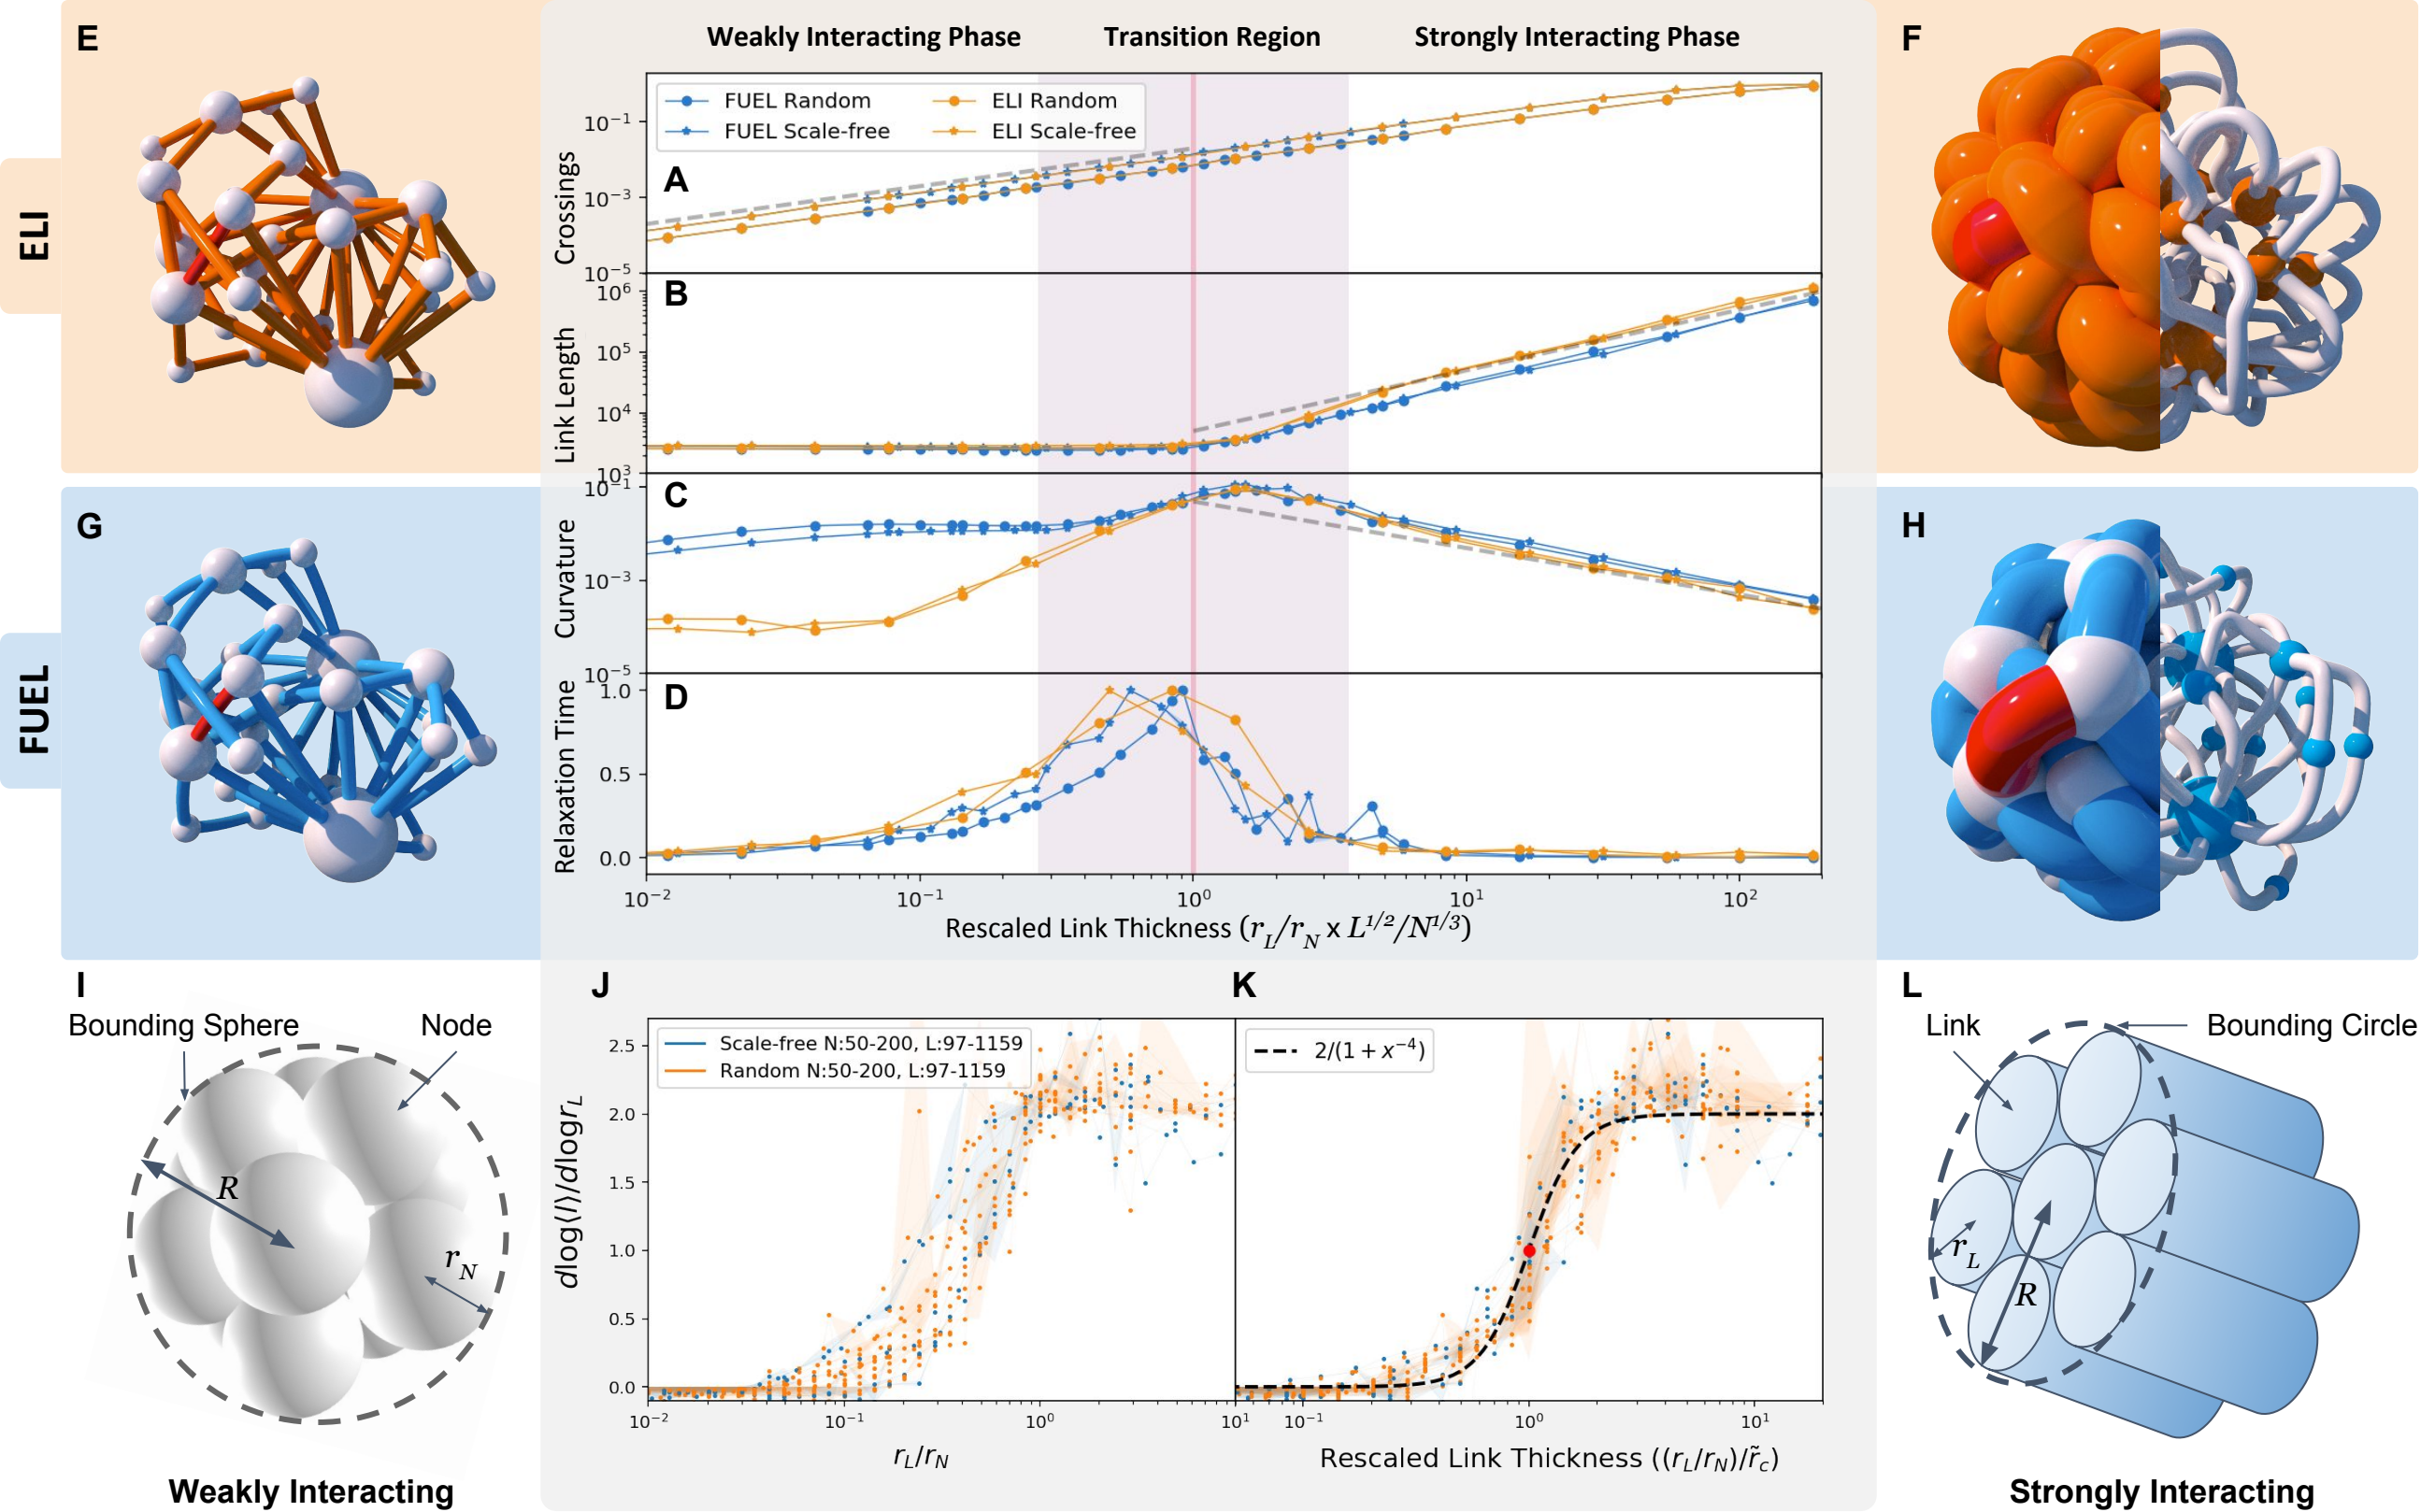 E
Weakly Interacting Phase Transition Region Strongly Interacting Phase
F
ELI
FUEL Random
FUEL Scale-free
ELI Random
ELI Scale-free
Crossings
10⁻¹
10⁻³
10⁻⁵
A
Link Length
10⁶
10⁵
10⁴
10³
B
G
FUEL
Curvature
10⁻¹
10⁻³
10⁻⁵
C
H
Relaxation Time
1.0
0.5
0.0
D
10⁻² 10⁻¹ 10⁰ 10¹ 10²
Rescaled Link Thickness (r_L/r_N x L^{1/2}/N^{1/3})
I
Bounding Sphere
Node
R
r_N
Weakly Interacting
J
Scale-free N:50-200, L:97-1159
Random N:50-200, L:97-1159
dlog⟨l⟩/dlogr_L
2.5
2.0
1.5
1.0
0.5
0.0
10⁻² 10⁻¹ 10⁰ 10¹
r_L/r_N
K
2/(1 + x⁻⁴)
10⁻¹ 10⁰ 10¹
Rescaled Link Thickness ((r_L/r_N)/r̃_c)
L
Link
Bounding Circle
r_L
R
Strongly Interacting